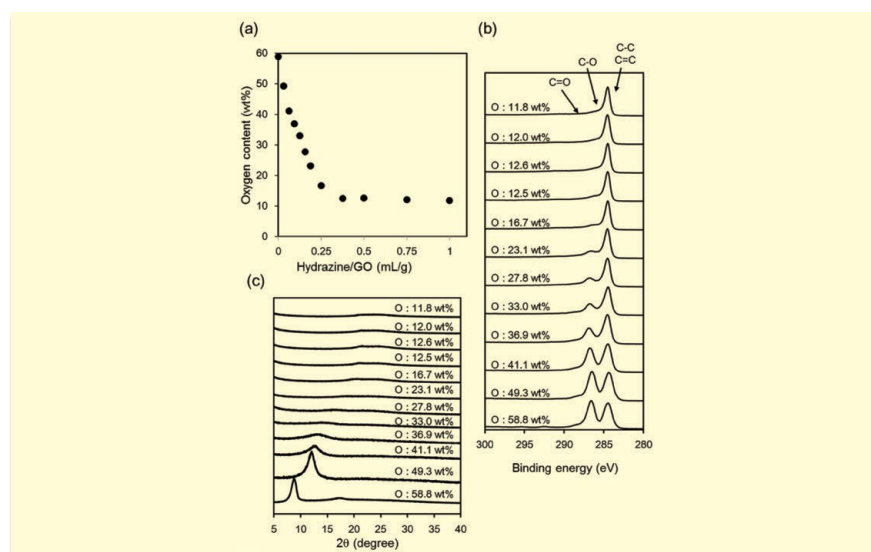 (a)
60
50
40
30
20
10
0
Oxygen content (wt%)
0 0.25 0.5 0.75 1
Hydrazine/GO (mL/g)
(b)
C-C
C=C
C-O
C=O
O : 11.8 wt%
O : 12.0 wt%
O : 12.6 wt%
O : 12.5 wt%
O : 16.7 wt%
O : 23.1 wt%
O : 27.8 wt%
O : 33.0 wt%
O : 36.9 wt%
O : 41.1 wt%
O : 49.3 wt%
O : 58.8 wt%
300 295 290 285 280
Binding energy (eV)
(c)
O : 11.8 wt%
O : 12.0 wt%
O : 12.6 wt%
O : 12.5 wt%
O : 16.7 wt%
O : 23.1 wt%
O : 27.8 wt%
O : 33.0 wt%
O : 36.9 wt%
O : 41.1 wt%
O : 49.3 wt%
O : 58.8 wt%
5 10 15 20 25 30 35 40
2θ (degree)